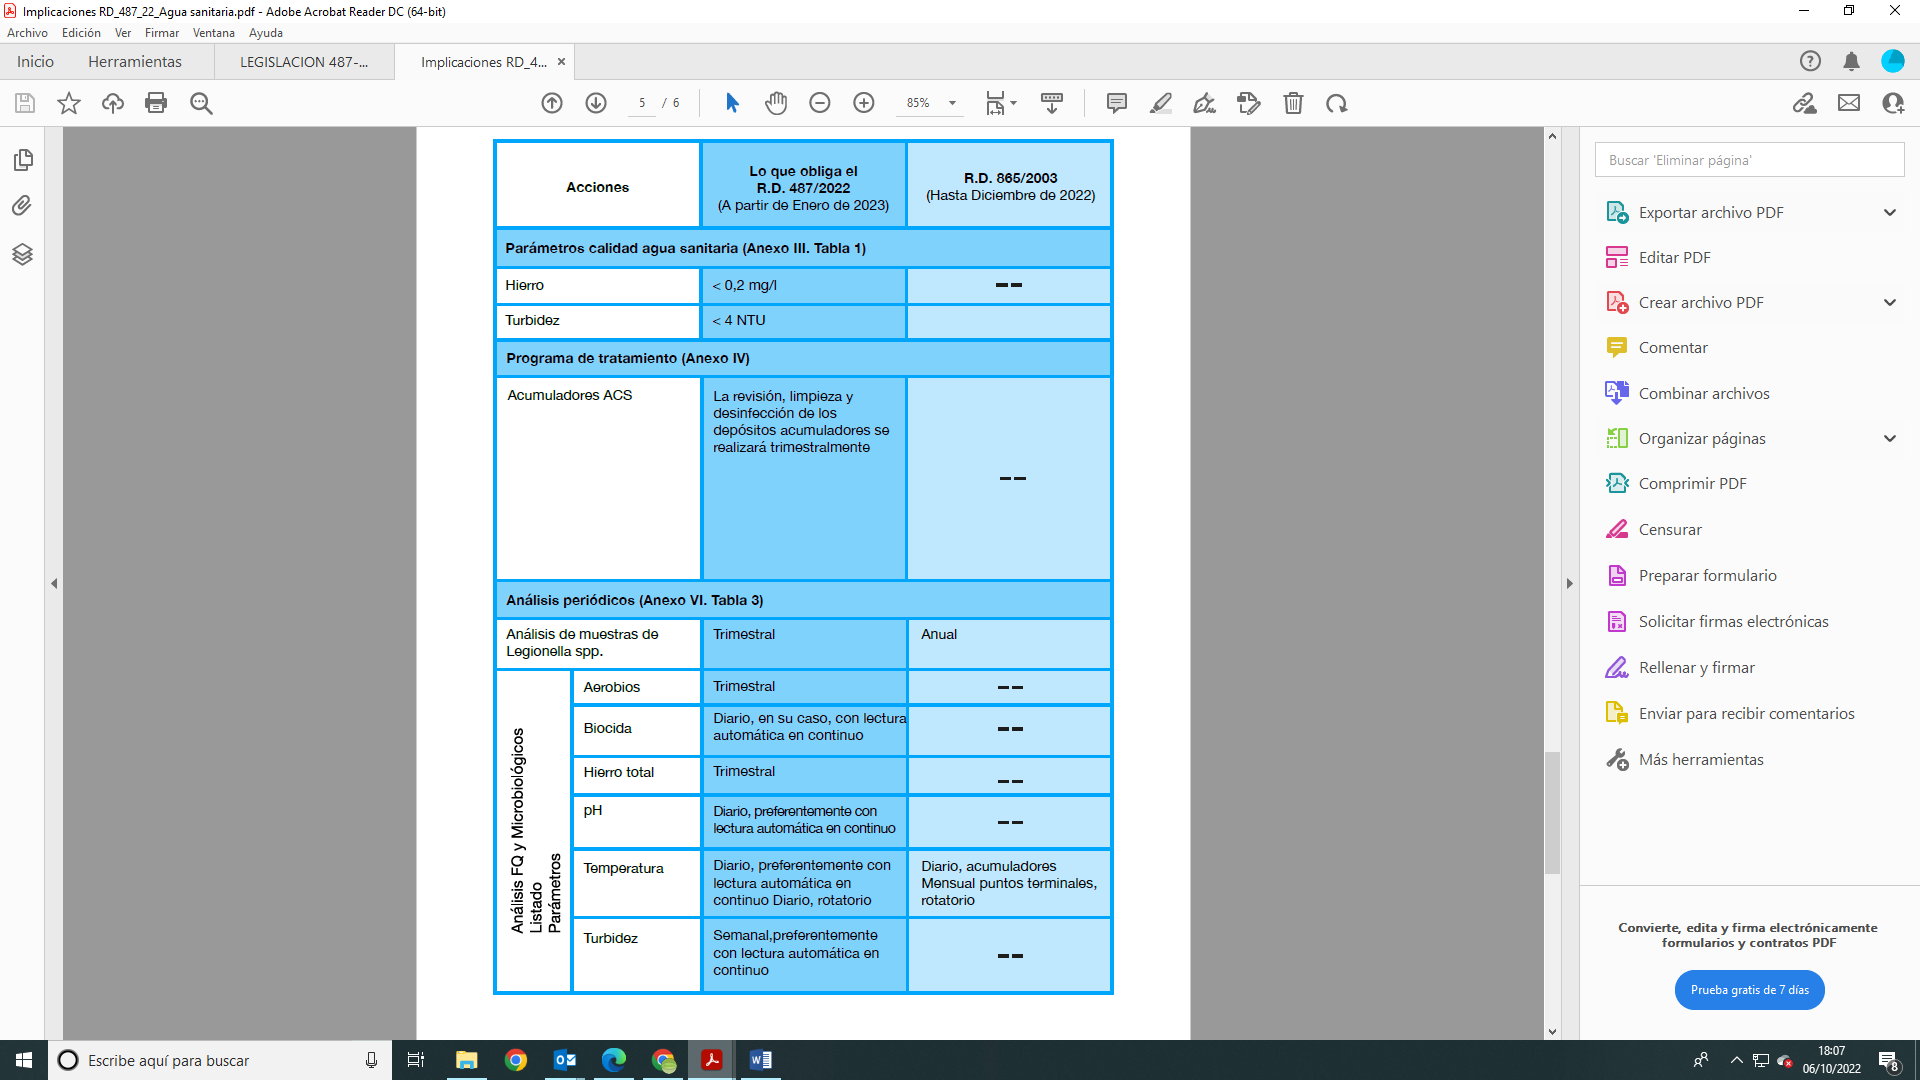 Implicaciones RD_487_22_Agua sanitaria.pdf - Adobe Acrobat Reader DC (64-bit)
Archivo Edición Ver Firmar Ventana Ayuda
Inicio Herramientas LEGISLACION 487-... Implicaciones RD_4... ×
5 / 6 85%
Acciones
Lo que obliga el
R.D. 487/2022
(A partir de Enero de 2023)
R.D. 865/2003
(Hasta Diciembre de 2022)
Parámetros calidad agua sanitaria (Anexo III. Tabla 1)
Hierro < 0,2 mg/l --
Turbidez < 4 NTU
Programa de tratamiento (Anexo IV)
Acumuladores ACS
La revisión, limpieza y
desinfección de los
depósitos acumuladores se
realizará trimestralmente
--
Análisis periódicos (Anexo VI. Tabla 3)
Análisis de muestras de
Legionella spp.
Trimestral
Anual
Análisis FQ y Microbiológicos
Listado
Parámetros
Aerobios Trimestral --
Biocida
Diario, en su caso, con lectura
automática en continuo
--
Hierro total Trimestral --
pH
Diario, preferentemente con
lectura automática en continuo
--
Temperatura
Diario, preferentemente con
lectura automática en
continuo Diario, rotatorio
Diario, acumuladores
Mensual puntos terminales,
rotatorio
Turbidez
Semanal,preferentemente
con lectura automática en
continuo
--
Buscar 'Eliminar página'
Exportar archivo PDF
Editar PDF
Crear archivo PDF
Comentar
Combinar archivos
Organizar páginas
Comprimir PDF
Censurar
Preparar formulario
Solicitar firmas electrónicas
Rellenar y firmar
Enviar para recibir comentarios
Más herramientas
Convierte, edita y firma electrónicamente
formularios y contratos PDF
Prueba gratis de 7 días
Escribe aquí para buscar
18:07
06/10/2022
8